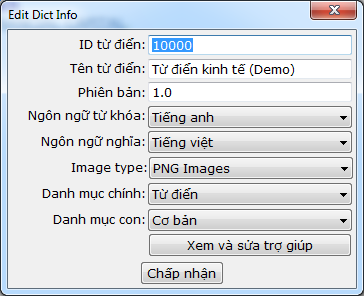 Edit Dict Info
ID từ điển: 10000
Tên từ điển: Từ điển kinh tế (Demo)
Phiên bản: 1.0
Ngôn ngữ từ khóa: Tiếng anh
Ngôn ngữ nghĩa: Tiếng việt
Image type: PNG Images
Danh mục chính: Từ điển
Danh mục con: Cơ bản
Xem và sửa trợ giúp
Chấp nhận